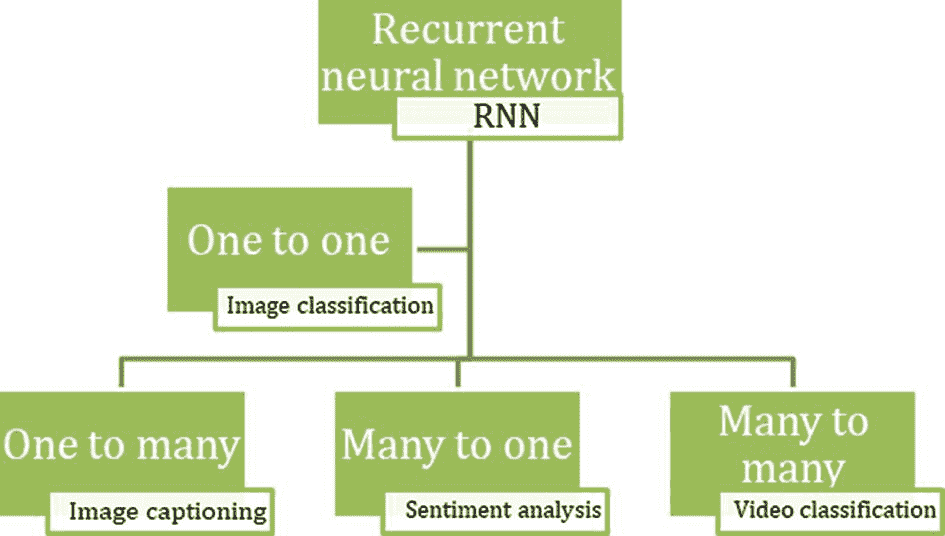 Recurrent
neural network
RNN
One to one
Image classification
One to many
Image captioning
Many to one
Sentiment analysis
Many to
many
Video classification